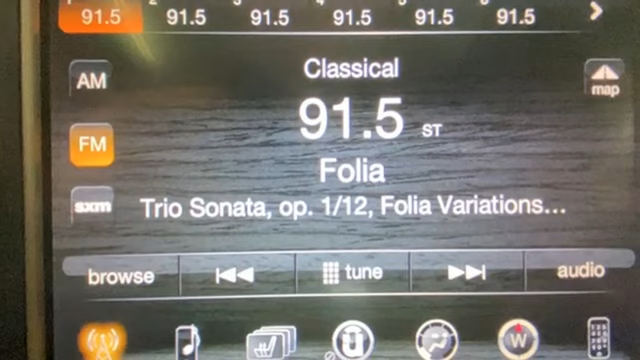 91.5 91.5 91.5 91.5 91.5 91.5
AM
Classical
map
91.5 ST
FM
Folia
sxm
Trio Sonata, op. 1/12, Folia Variations...
browse
tune
audio
W